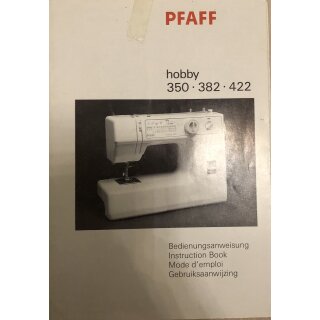 PFAFF
hobby
350 · 382 · 422
Bedienungsanweisung
Instruction Book
Mode d'emploi
Gebruiksaanwijzing